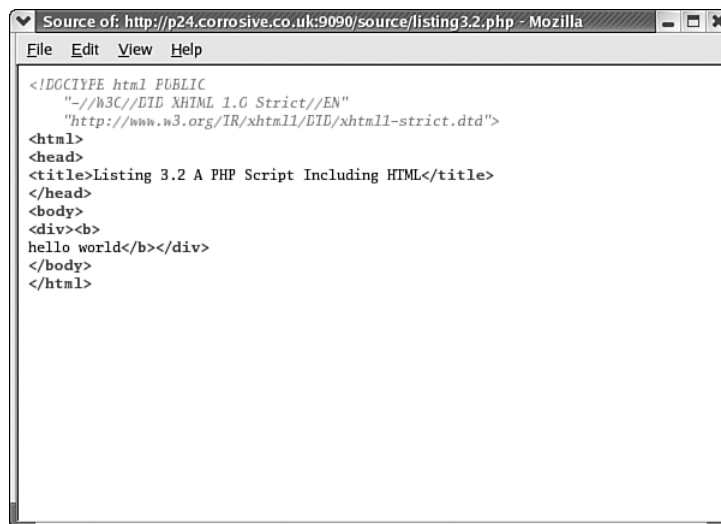 Source of: http://p24.corrosive.co.uk:9090/source/listing3.2.php - Mozilla
File Edit View Help
<!DOCTYPE html PUBLIC
"-//W3C//DTD XHTML 1.0 Strict//EN"
"http://www.w3.org/TR/xhtml1/DTD/xhtml1-strict.dtd">
<html>
<head>
<title>Listing 3.2 A PHP Script Including HTML</title>
</head>
<body>
<div><b>
hello world</b></div>
</body>
</html>